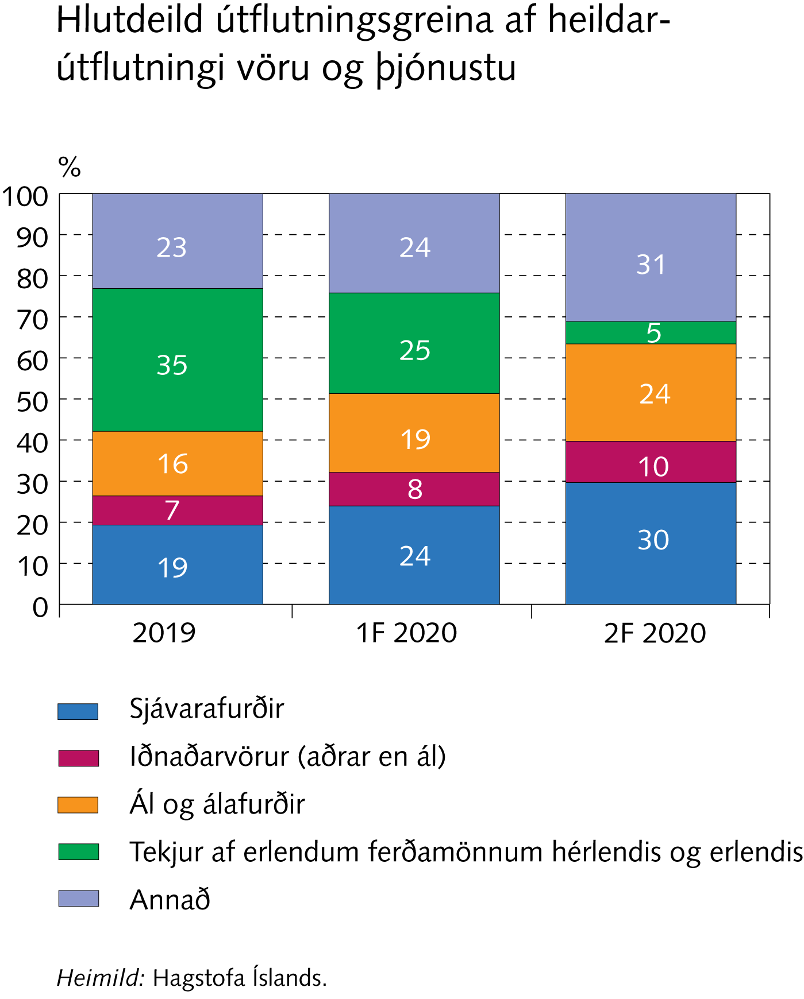 Hlutdeild útflutningsgreina af heildar-
útflutningi vöru og þjónustu
%
100
90
80
70
60
50
40
30
20
10
0
23
35
16
7
19
24
25
19
8
24
31
5
24
10
30
2019
1F 2020
2F 2020
Sjávarafurðir
Iðnaðarvörur (aðrar en ál)
Ál og álafurðir
Tekjur af erlendum ferðamönnum hérlendis og erlendis
Annað
Heimild: Hagstofa Íslands.